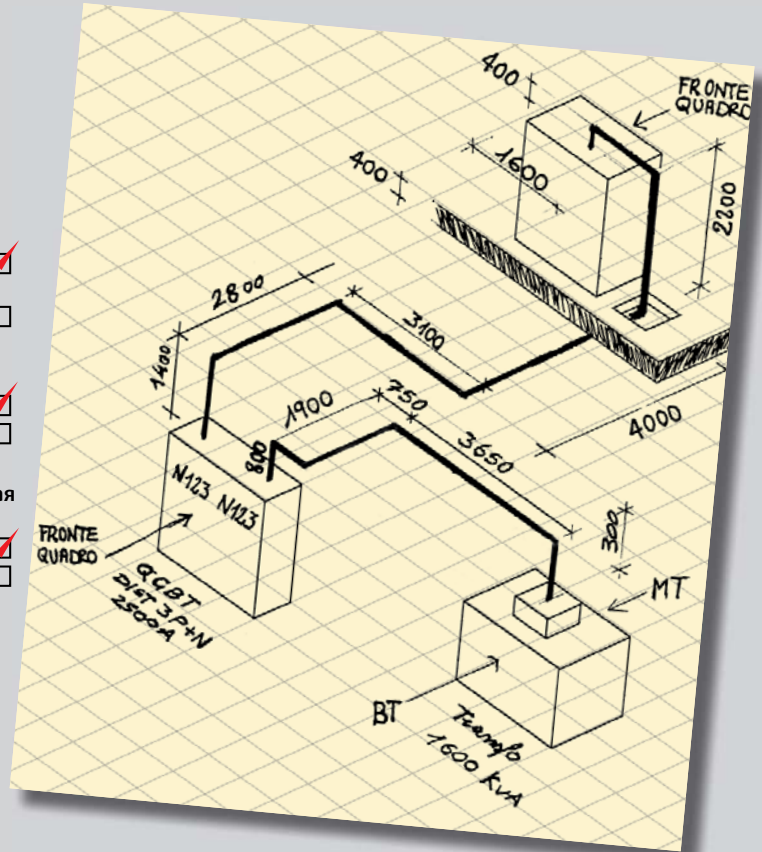 400
FRONTE
QUADRO
1600
400
2200
2800
3100
1400
1900
750
3650
4000
800
N123 N123
300
FRONTE
QUADRO
QGBT
DIST 3P+N
2500A
MT
BT
Trasfo
1600 KVA